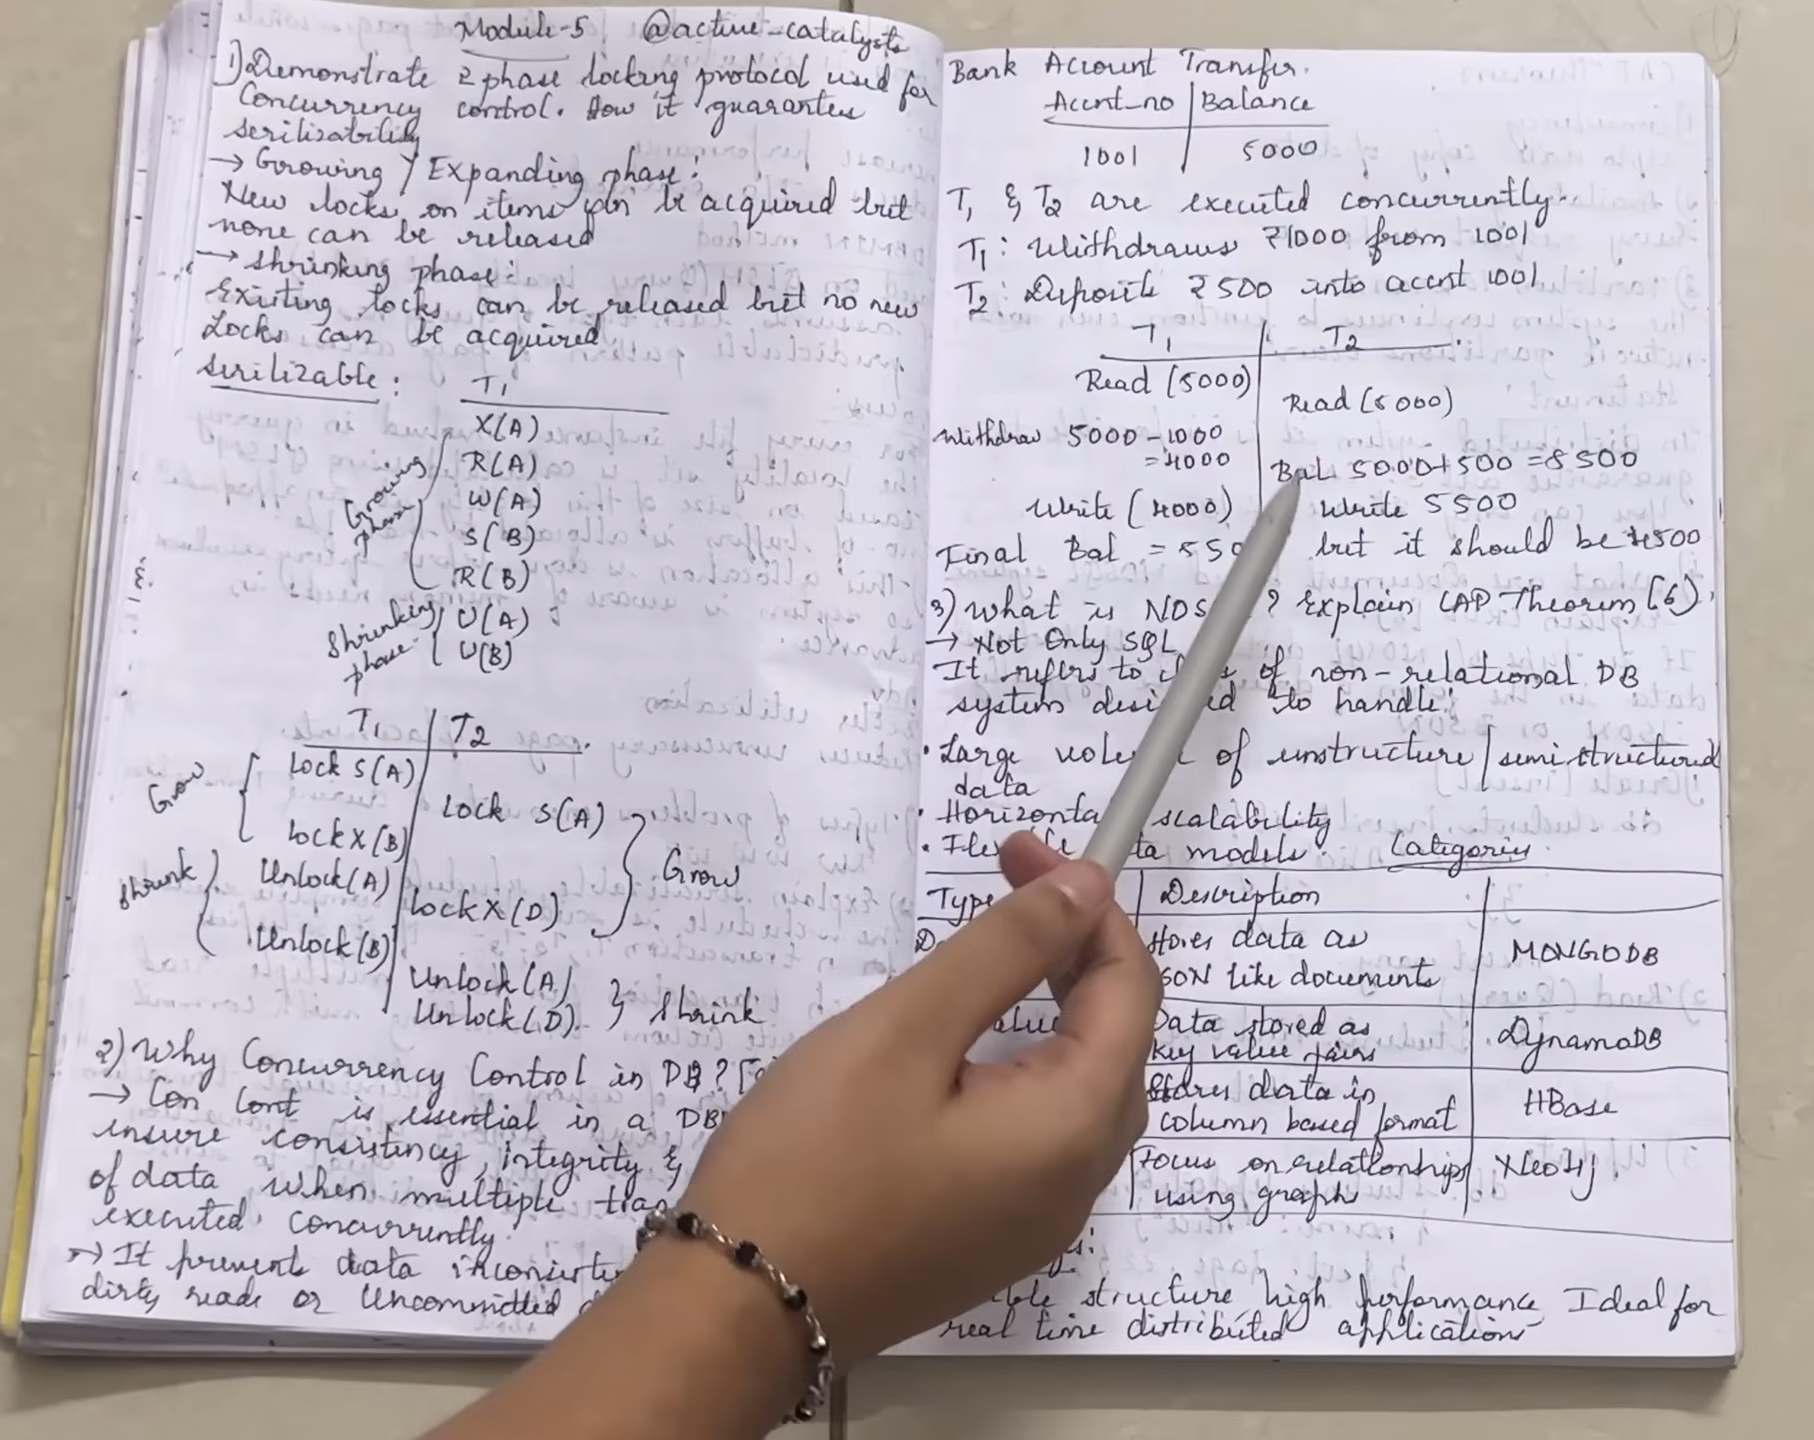 Module-5 @active-catalysts
1) Demonstrate 2 phase locking protocol used for
Concurrency control. How it guarantees
serilizability
→ Growing / Expanding phase:
New locks on items can be acquired but
none can be released
→ shrinking phase:
Existing locks can be released but no new
Locks can be acquired
serilizable:
T1
X(A)
R(A)
W(A)
S(B)
R(B)
U(A)
U(B)
Growing
phase
Shrinking
phase
T1 T2
Lock S(A)
Lock S(A)
Lock X(B)
Unlock(A)
Lock X(D)
Unlock(B)
Unlock(A)
Unlock(D)
Grow
Shrink
Grow
Shrink
2) Why Concurrency Control in DB?
→ Con Cont is essential in a DB
ensure consistency, integrity &
of data when multiple
executed concurrently.
→ It prevents data
dirty reads or Uncommitted
Bank Account Transfer.
Accnt_no Balance
1001 5000
T1 & T2 are executed concurrently.
T1: Withdraws ₹1000 from 1001
T2: Deposite ₹500 into accnt 1001
T1 T2
Read (5000)
Read (5000)
Withdraw 5000-1000
=4000
Bal 5000+500 = 5500
Write (4000) Write 5500
Final Bal = but it should be 4500
3) What is ? Explain CAP Theorem (6)
→ Not Only SQL
It refers to of non-relational DB
system to handle:
• Large of unstructure / semi structured
data
• Horizontal scalability
• models. Categories
Type Description
stores data as
JSON like documents MONGODB
Data stored as
key value pairs DynamoDB
Stores data in
column based format HBase
Focus on relationships
using graphs
structure high performance Ideal for
real time distributed applications